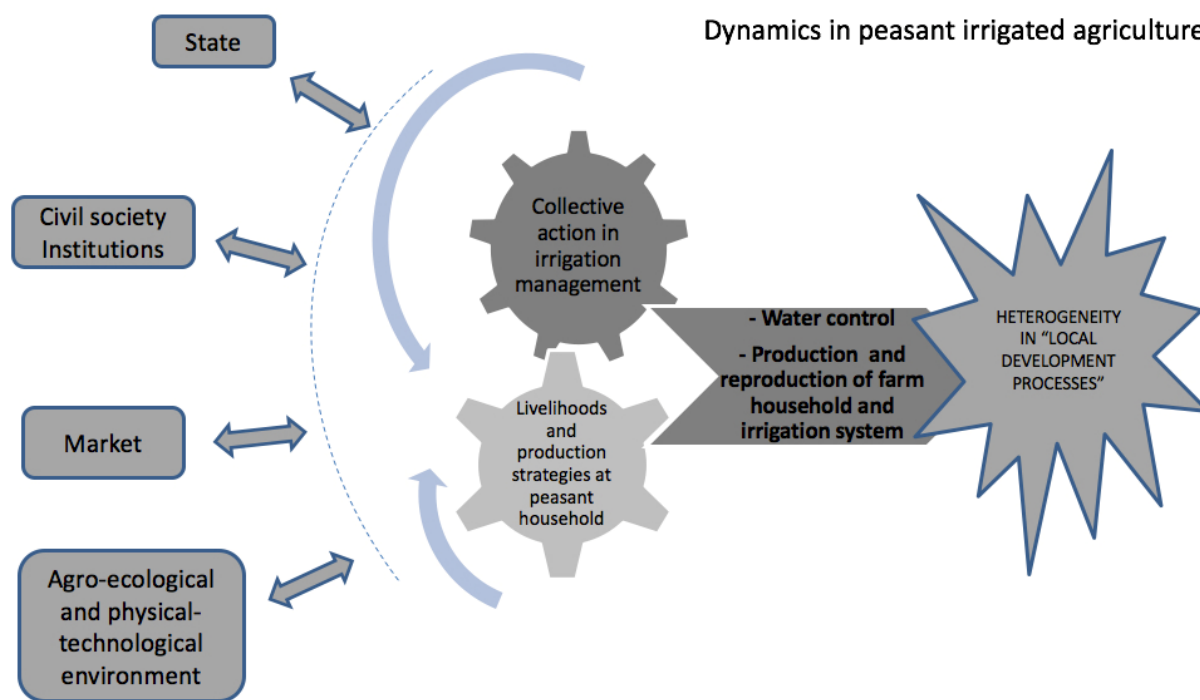 Dynamics in peasant irrigated agriculture
State
Civil society
Institutions
Market
Agro-ecological
and physical-
technological
environment
Collective
action in
irrigation
management
Livelihoods
and
production
strategies at
peasant
household
- Water control
- Production and
reproduction of farm
household and
irrigation system
HETEROGENEITY
IN “LOCAL
DEVELOPMENT
PROCESSES”